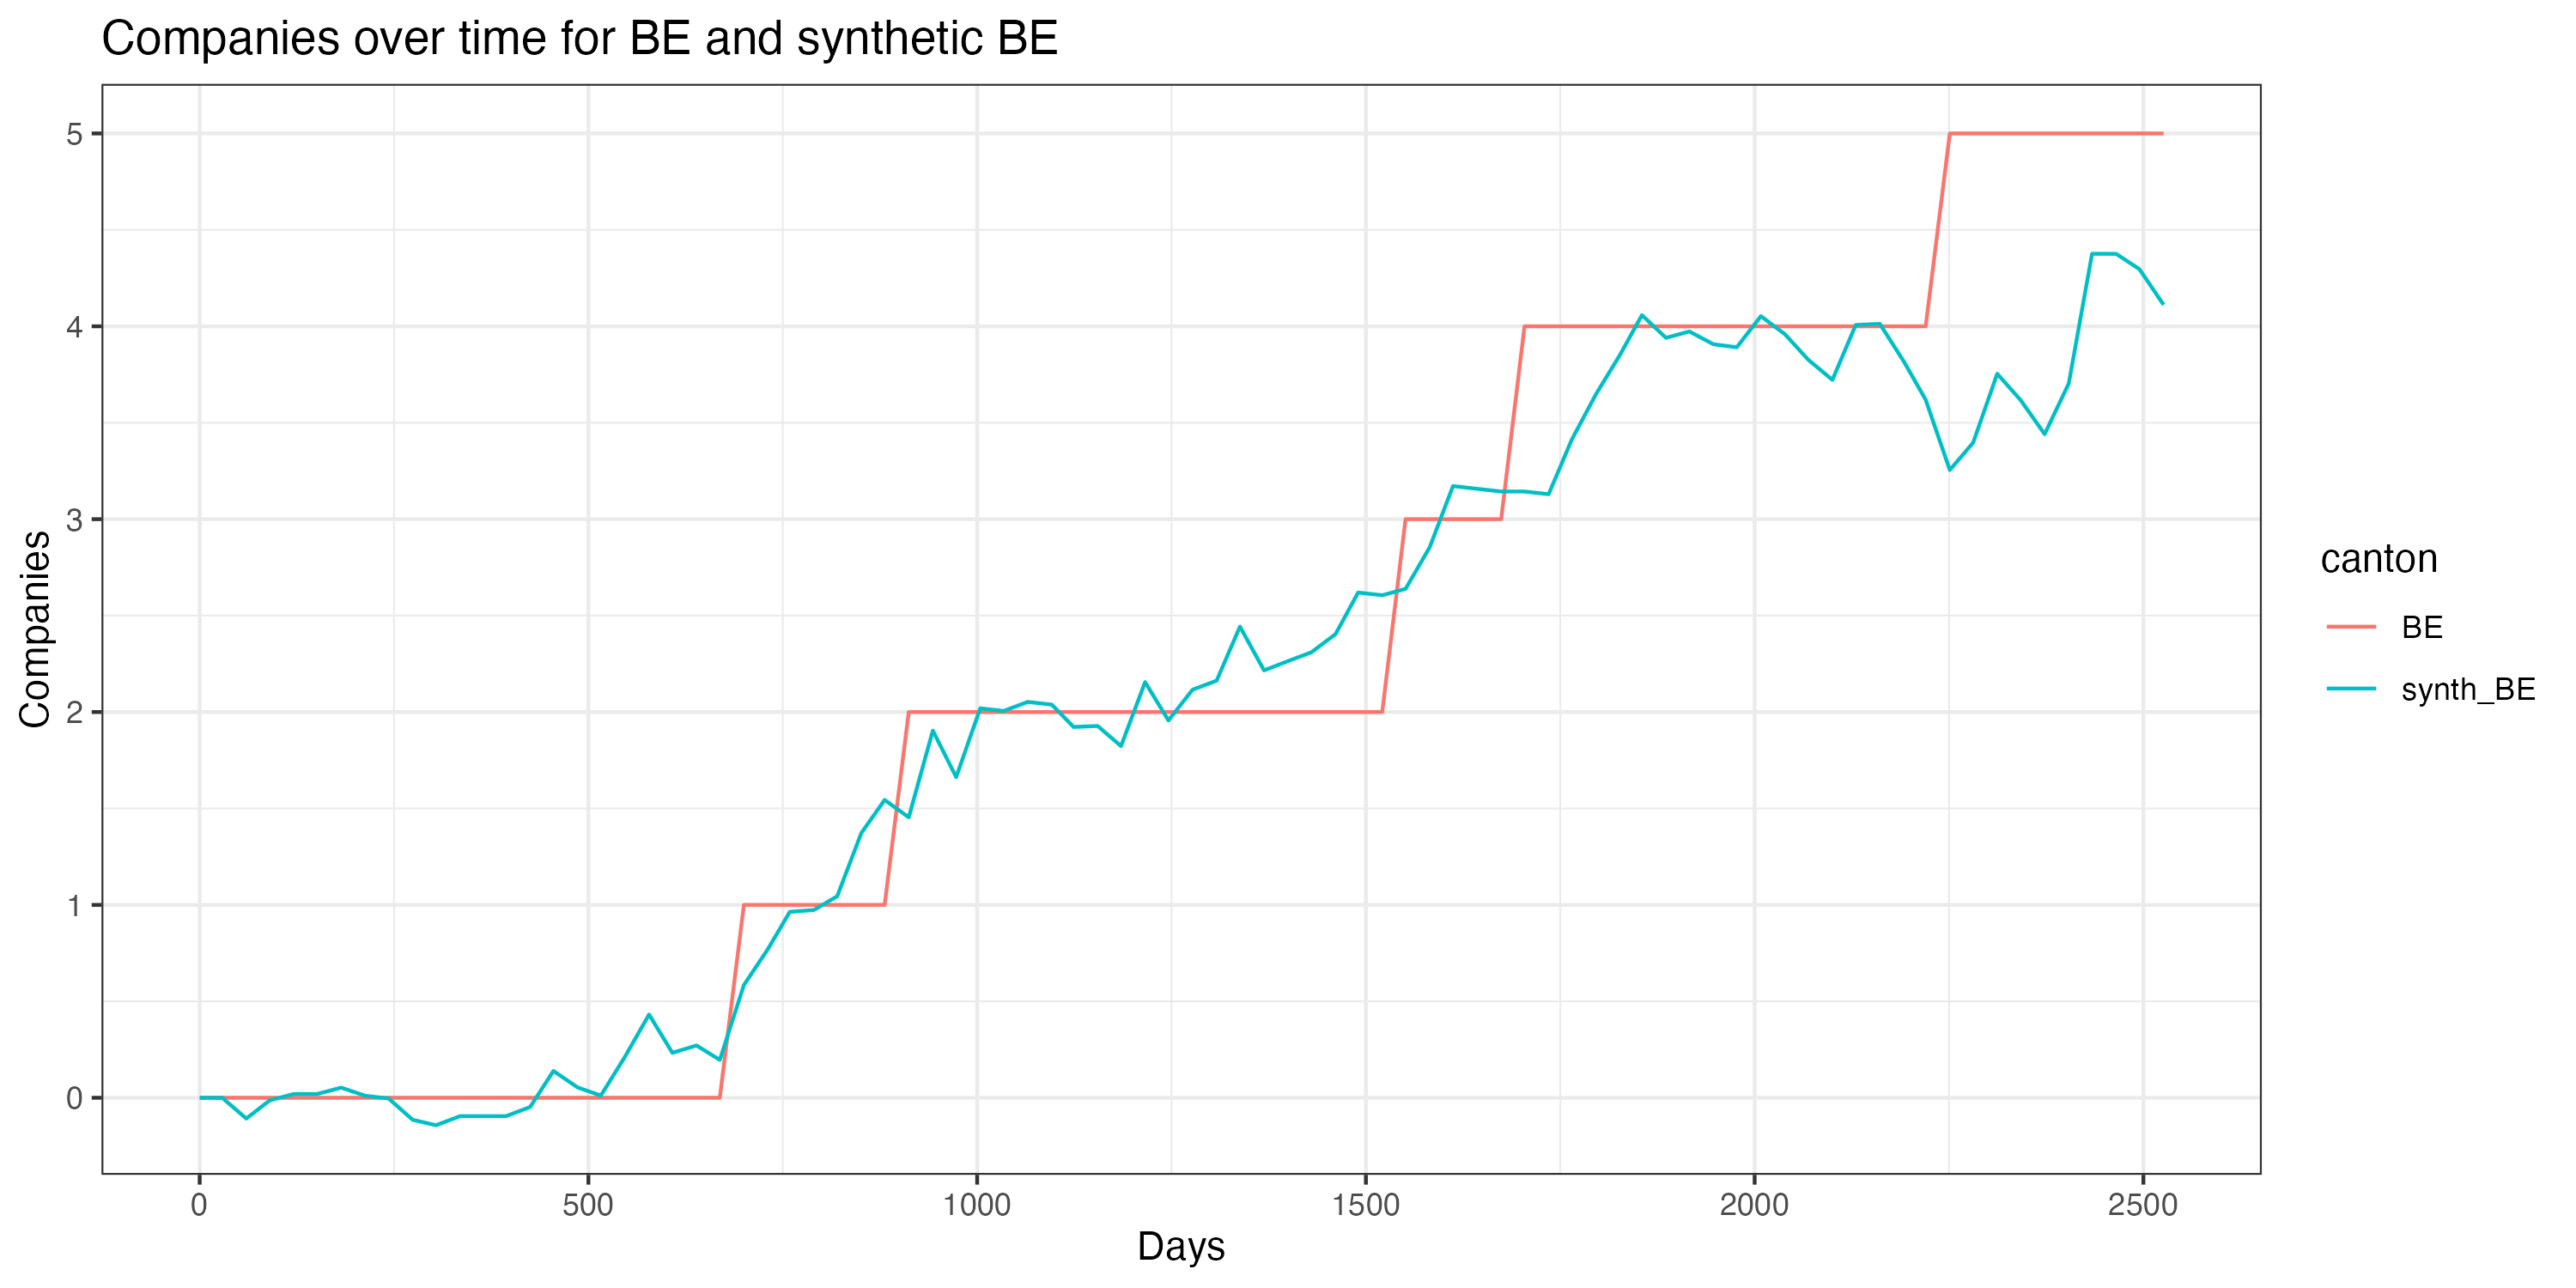 Companies over time for BE and synthetic BE
Companies
5
4
3
2
1
0
0 500 1000 1500 2000 2500
Days
canton
BE
synth_BE